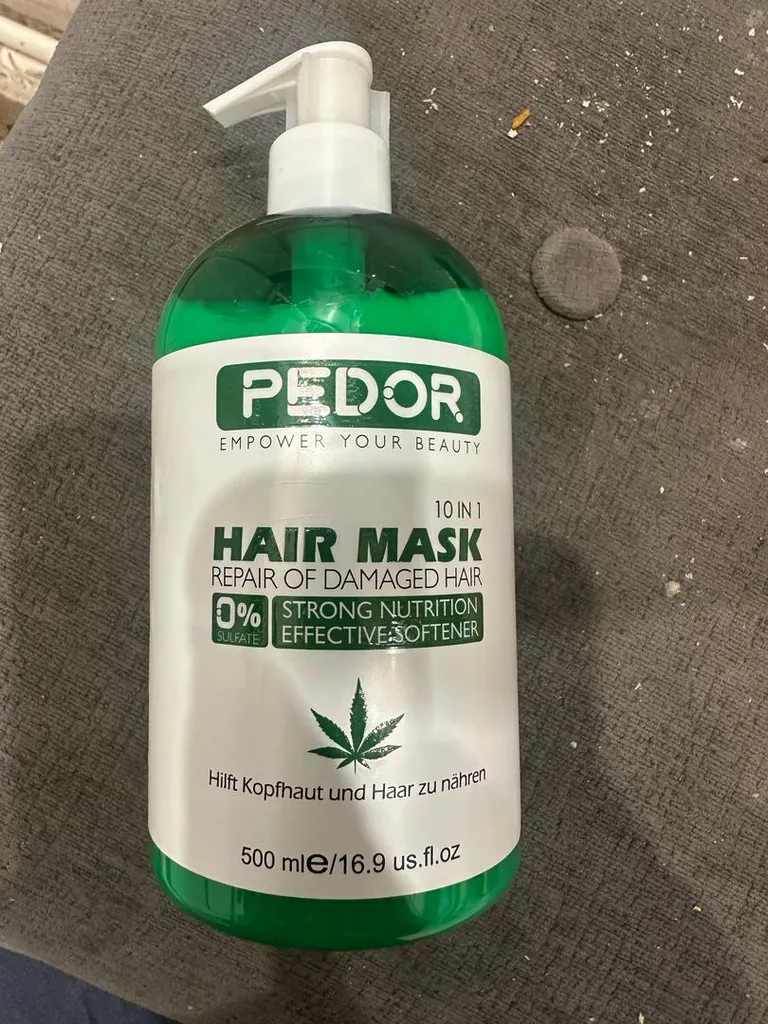 PEDOR
EMPOWER YOUR BEAUTY
10 IN 1
HAIR MASK
REPAIR OF DAMAGED HAIR
0%
SULFATE
STRONG NUTRITION
EFFECTIVE SOFTENER
Hilft Kopfhaut und Haar zu nähren
500 ml℮/16.9 us.fl.oz